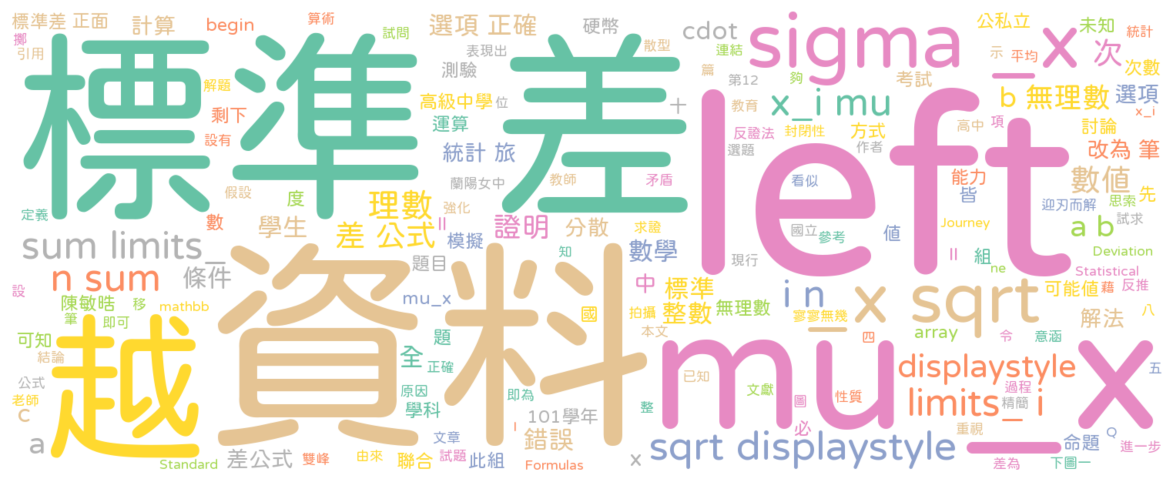 標準差 正面 計算 begin 算術 試問 選項 正確 硬幣 cdot 公私立 未知
擲 引用 表現出 測驗 散型 連結 篇 第12 夠 示 平均 次 統計 次數
標準 差 sigma _x
解題 剩下 設有 高級中學 位 十 運算 教育 x_i mu 考試 b 無理數 選項 x_i
left
統計 旅 反證法 封閉性 方式 作者 選題 高中 項 討論 改為 筆
假設 度 蘭陽女中 教師 矛盾 看似 能力 皆 數值 思索 先 迎刃而解
定義 數 理數 強化 II 證明 分散 求證 國立 參考 值 Journey a b 試求
sum limits_ 學生 差 公式 模擬 知 數學 現行 II 組 Deviation
n sum 條件 題目 中 標準 i n _x sqrt ne Statistical 藉 反推
設 陳敏晧 移 mathbb mu_x 國 整數 無理數 拍攝 寥寥無幾 可能值 八
越 資料 mu _x
筆 即可 可知 題 本文 array 四 令 意涵 解法
結論 全 正確 已知 displaystyle 五
公式 原因 即為 整 文獻 圖 性質 limits_ i 過程 精簡
老師 C 學科 101學年 必 重視 Q 進一步
a 差公式 文章 I 錯誤 sqrt displaystyle 命題
Standard 雙峰 由來 聯合 試題 此組 Formulas x 差為 下圖一